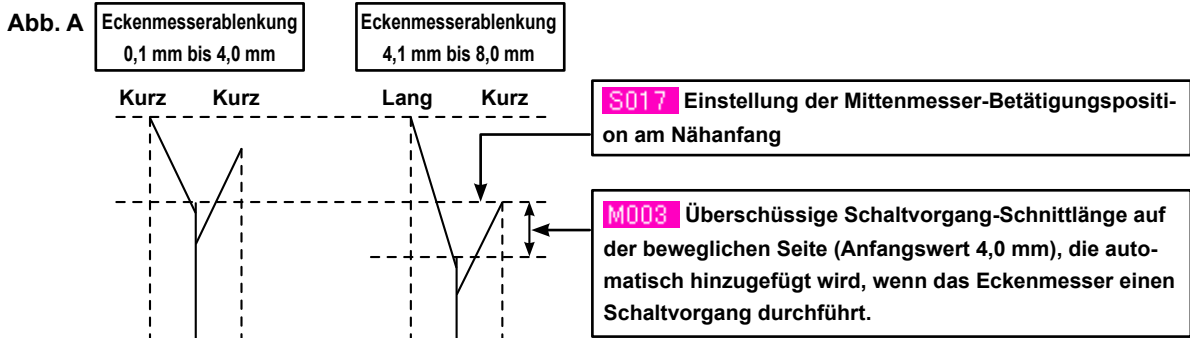 Abb. A
Eckenmesserablenkung
0,1 mm bis 4,0 mm
Eckenmesserablenkung
4,1 mm bis 8,0 mm
Kurz Kurz
Lang Kurz
S017 Einstellung der Mittenmesser-Betätigungspositi-
on am Nähanfang
M003 Überschüssige Schaltvorgang-Schnittlänge auf
der beweglichen Seite (Anfangswert 4,0 mm), die auto-
matisch hinzugefügt wird, wenn das Eckenmesser einen
Schaltvorgang durchführt.